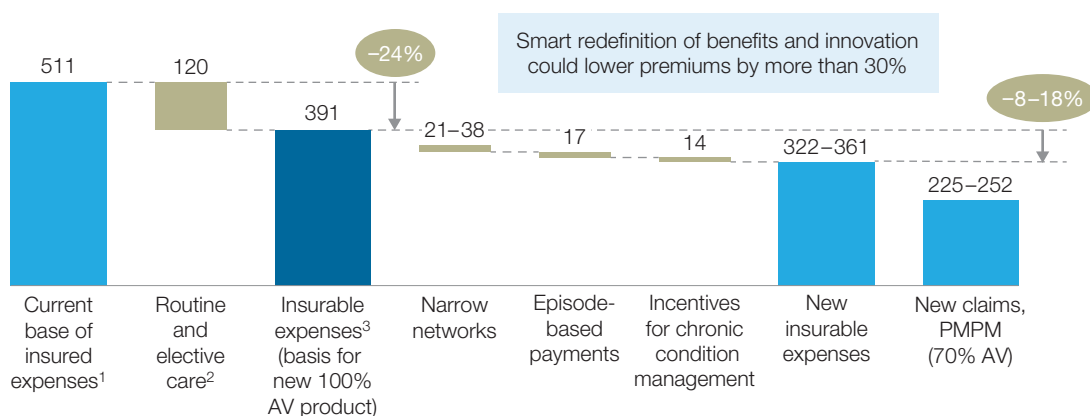 Smart redefinition of benefits and innovation
could lower premiums by more than 30%
511
120
–24%
391
21–38
17
14
322–361
–8–18%
225–252
Current
base of
insured
expenses1
Routine
and
elective
care2
Insurable
expenses3
(basis for
new 100%
AV product)
Narrow
networks
Episode-
based
payments
Incentives
for chronic
condition
management
New
insurable
expenses
New claims,
PMPM
(70% AV)